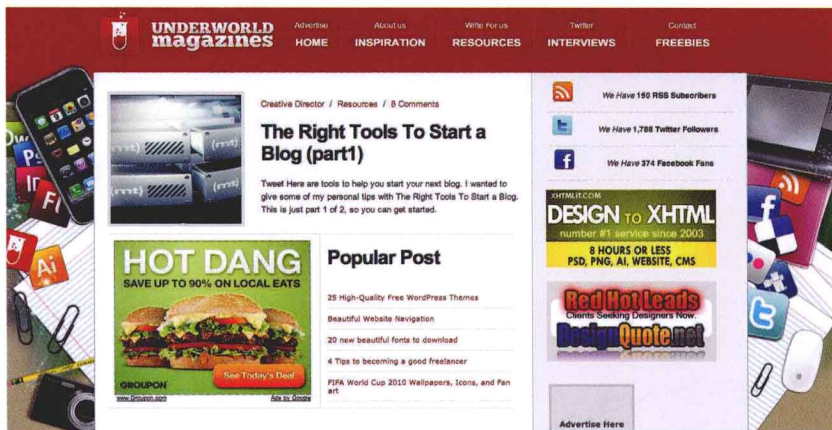 UNDERWORLD
magazines
Advertise
About us
Write For us
Twitter
Contact
HOME
INSPIRATION
RESOURCES
INTERVIEWS
FREEBIES
Creative Director / Resources / 8 Comments
The Right Tools To Start a
Blog (part1)
Tweet Here are tools to help you start your next blog. I wanted to
give some of my personal tips with The Right Tools To Start a Blog.
This is just part 1 of 2, so you can get started.
(mt)
(mt)
(mt)
(mt)
HOT DANG
SAVE UP TO 90% ON LOCAL EATS
See Today's Deal
GROUPON
www.Groupon.com
Ads by Google
Popular Post
25 High-Quality Free WordPress Themes
Beautiful Website Navigation
20 new beautiful fonts to download
4 Tips to becoming a good freelancer
FIFA World Cup 2010 Wallpapers, Icons, and Fan
art
We Have 150 RSS Subscribers
We Have 1,788 Twitter Followers
We Have 374 Facebook Fans
XHTMLIT.COM
DESIGN TO XHTML
number #1 service since 2003
8 HOURS OR LESS
PSD, PNG, AI, WEBSITE, CMS
Red Hot Leads
Clients Seeking Designers Now.
DesignQuote.net
Advertise Here
Ps
Fl
Ai